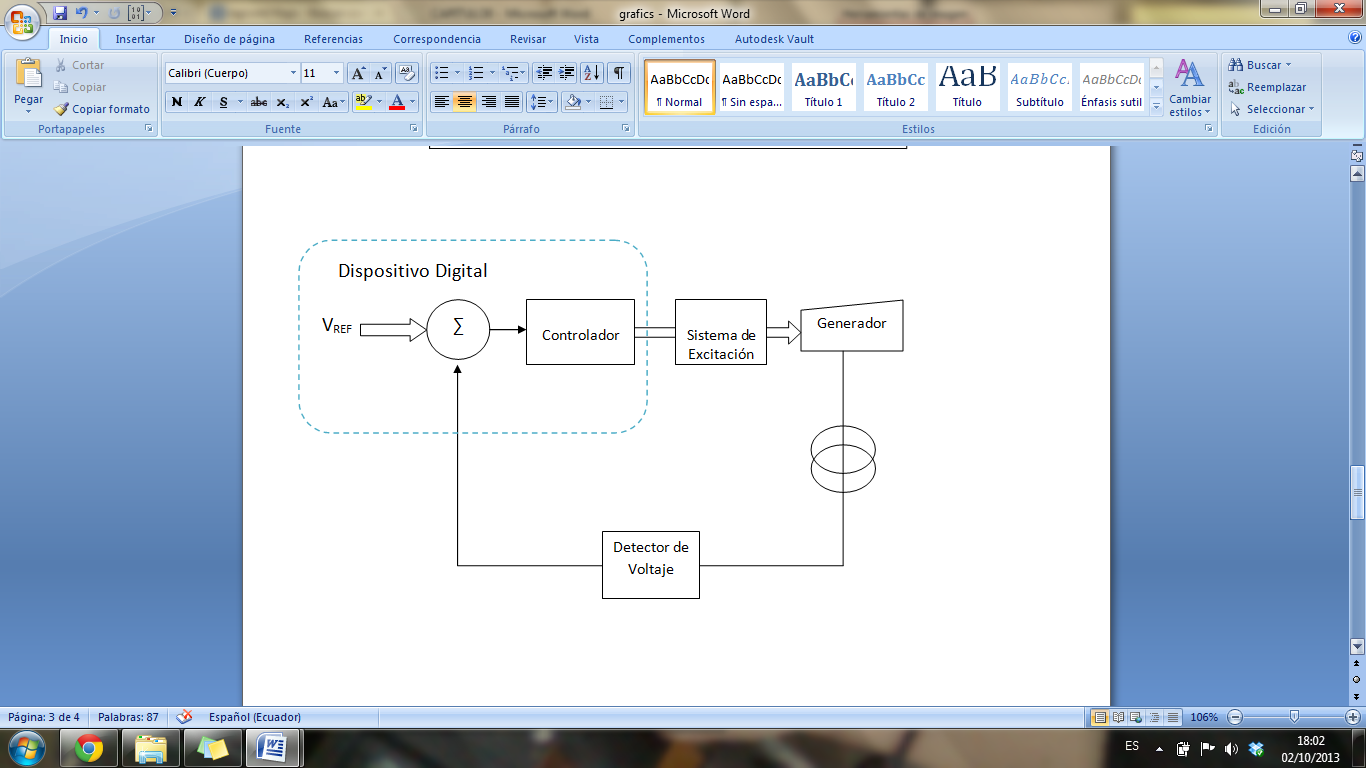 grafics - Microsoft Word
Inicio Insertar Diseño de página Referencias Correspondencia Revisar Vista Complementos Autodesk Vault
Pegar
Cortar
Copiar
Copiar formato
Portapapeles
Calibri (Cuerpo) 11
N K S abc x₂ x² Aa
Fuente
Párrafo
AaBbCcDc AaBbCcDc AaBbCc AaBbCc AaB AaBbCc. AaBbCcDc
¶ Normal ¶ Sin espa... Título 1 Título 2 Título Subtítulo Énfasis sutil
Cambiar
estilos
Estilos
Buscar
Reemplazar
Seleccionar
Edición
Dispositivo Digital
VREF
∑
Controlador
Sistema de
Excitación
Generador
Detector de
Voltaje
Página: 3 de 4 Palabras: 87 Español (Ecuador) 106%
ES
18:02
02/10/2013